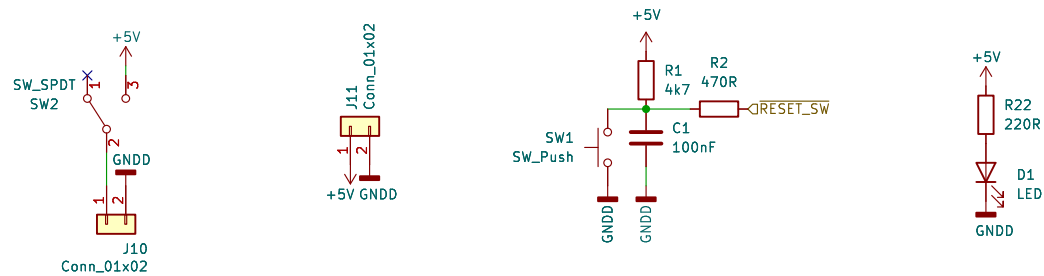 +5V
SW_SPDT
SW2
1
3
2
GNDD
1
2
J10
Conn_01x02
J11
Conn_01x02
1
2
+5V
GNDD
+5V
R1
4k7
R2
470R
RESET_SW
SW1
SW_Push
C1
100nF
GNDD
GNDD
+5V
R22
220R
D1
LED
GNDD